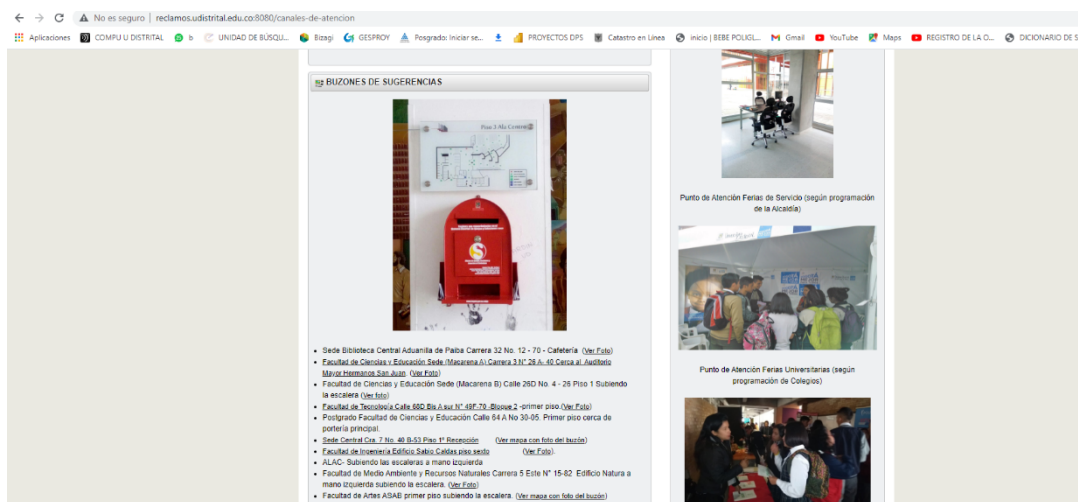 No es seguro | reclamos.udistrital.edu.co:8080/canales-de-atencion
Aplicaciones COMPU U DISTRITAL b UNIDAD DE BÚSQU... Bizagi GESPROY Posgrado: Iniciar se... PROYECTOS DPS Catastro en Linea inicio | BEBE POLIGL... Gmail YouTube Maps REGISTRO DE LA O... DICIONARIO DE S
BUZONES DE SUGERENCIAS
Piso 3 Ala Centro
• Sede Biblioteca Central Aduanilla de Paiba Carrera 32 No. 12 - 70 - Cafetería (Ver Foto)
• Facultad de Ciencias y Educación Sede (Macarena A) Carrera 3 N° 26 A- 40 Cerca al Auditorio
Mayor Hermanos San Juan. (Ver Foto)
• Facultad de Ciencias y Educación Sede (Macarena B) Calle 26D No. 4 - 26 Piso 1 Subiendo
la escalera (Ver foto)
• Facultad de Tecnología Calle 68D Bis A sur N° 49F-70 -Bloque 2 -primer piso.(Ver Foto)
• Postgrado Facultad de Ciencias y Educación Calle 64 A No 30-05. Primer piso cerca de
portería principal.
• Sede Central Cra. 7 No. 40 B-53 Piso 1° Recepción (Ver mapa con foto del buzón)
• Facultad de Ingeniería Edificio Sabio Caldas piso sexto (Ver Foto).
• ALAC- Subiendo las escaleras a mano izquierda
• Facultad de Medio Ambiente y Recursos Naturales Carrera 5 Este N° 15-82 Edificio Natura a
mano izquierda subiendo la escalera. (Ver Foto)
• Facultad de Artes ASAB primer piso subiendo la escalera. (Ver mapa con foto del buzón)
Punto de Atención Ferias de Servicio (según programación
de la Alcaldía)
Punto de Atención Ferias Universitarias (según
programación de Colegios)